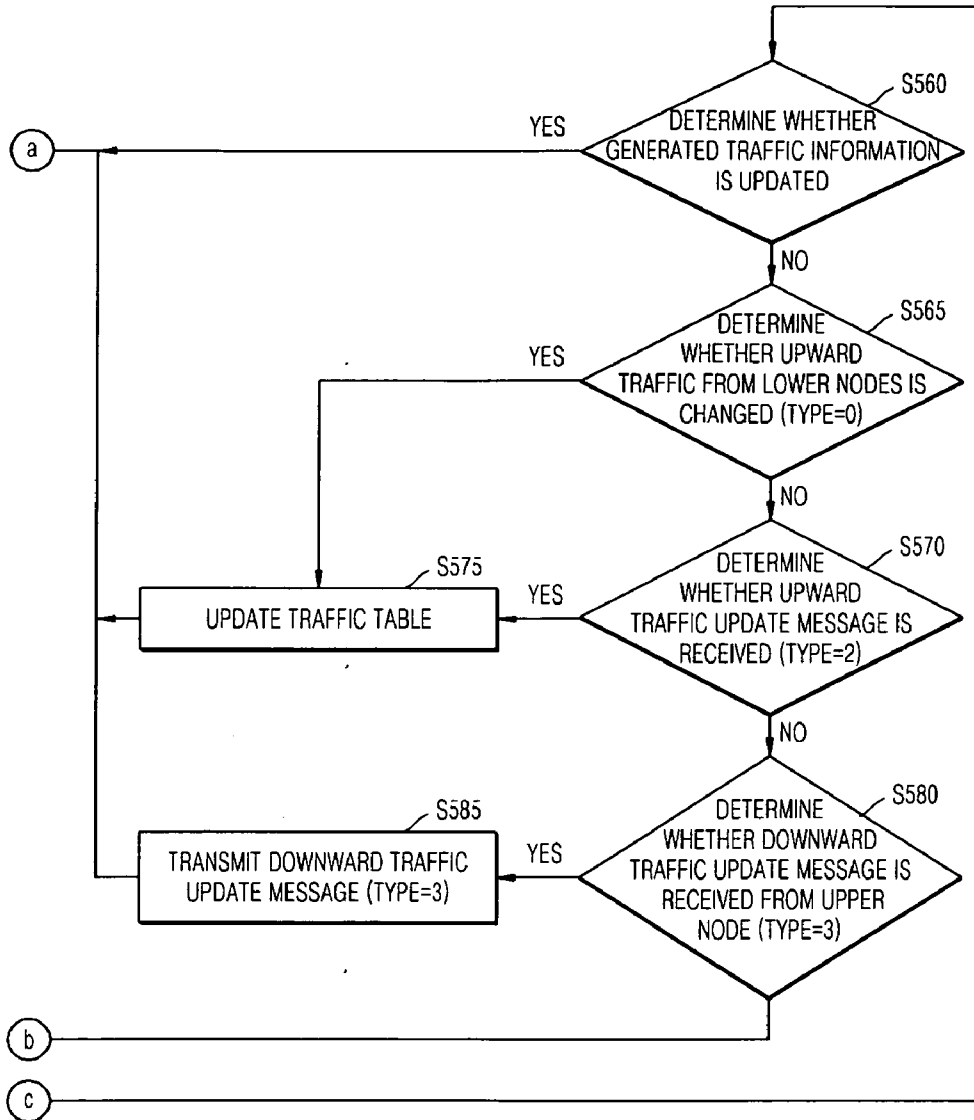 S560
YES
DETERMINE WHETHER
GENERATED TRAFFIC INFORMATION
IS UPDATED
a
NO
S565
YES
DETERMINE
WHETHER UPWARD
TRAFFIC FROM LOWER NODES IS
CHANGED (TYPE=0)
NO
S570
S575
YES
DETERMINE
WHETHER UPWARD
TRAFFIC UPDATE MESSAGE IS
RECEIVED (TYPE=2)
UPDATE TRAFFIC TABLE
NO
S580
S585
YES
DETERMINE
WHETHER DOWNWARD
TRAFFIC UPDATE MESSAGE IS
RECEIVED FROM UPPER
NODE (TYPE=3)
TRANSMIT DOWNWARD TRAFFIC
UPDATE MESSAGE (TYPE=3)
b
c